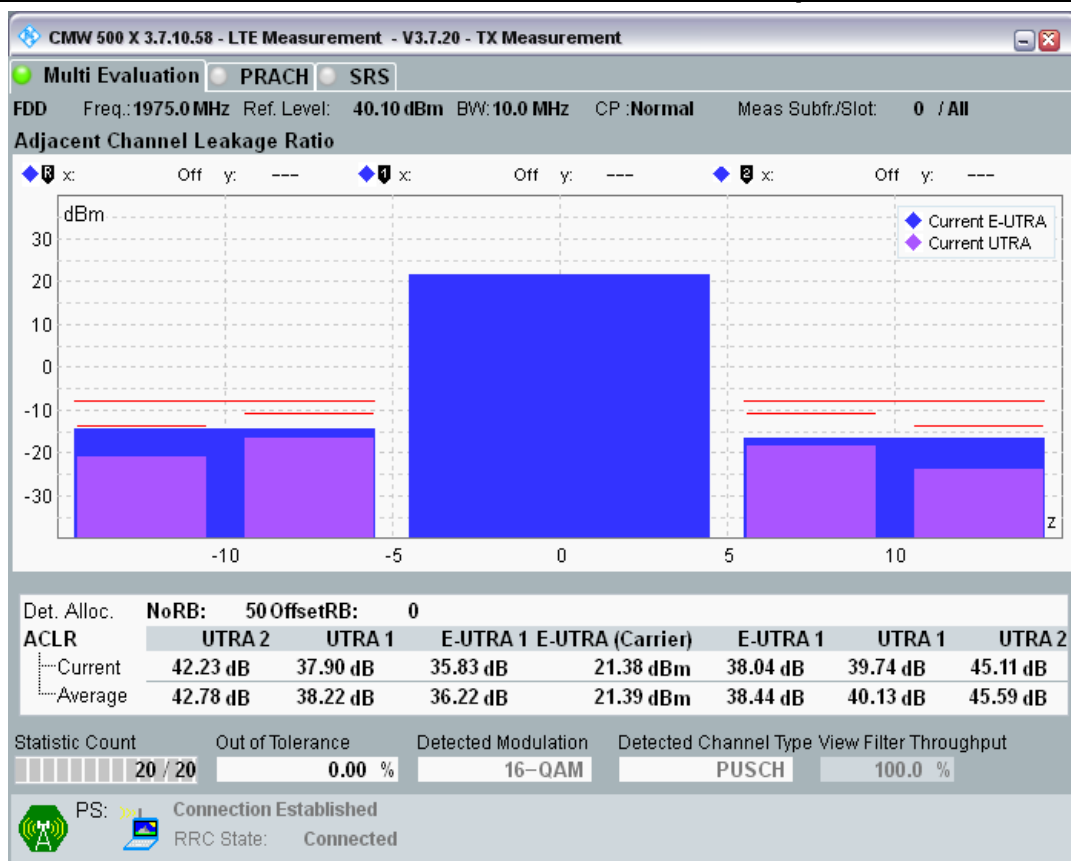 CMW 500 X 3.7.10.58 - LTE Measurement - V3.7.20 - TX Measurement
Multi Evaluation PRACH SRS
FDD Freq.: 1975.0 MHz Ref. Level: 40.10 dBm BW: 10.0 MHz CP : Normal Meas Subfr./Slot: 0 / All
Adjacent Channel Leakage Ratio
R x: Off y: --- 1 x: Off y: --- 2 x: Off y: ---
dBm
Current E-UTRA
Current UTRA
30
20
10
0
-10
-20
-30
z
-10 -5 0 5 10
Det. Alloc. NoRB: 50 OffsetRB: 0
ACLR UTRA 2 UTRA 1 E-UTRA 1 E-UTRA (Carrier) E-UTRA 1 UTRA 1 UTRA 2
Current 42.23 dB 37.90 dB 35.83 dB 21.38 dBm 38.04 dB 39.74 dB 45.11 dB
Average 42.78 dB 38.22 dB 36.22 dB 21.39 dBm 38.44 dB 40.13 dB 45.59 dB
Statistic Count Out of Tolerance Detected Modulation Detected Channel Type View Filter Throughput
20 / 20 0.00 % 16-QAM PUSCH 100.0 %
PS: Connection Established
RRC State: Connected